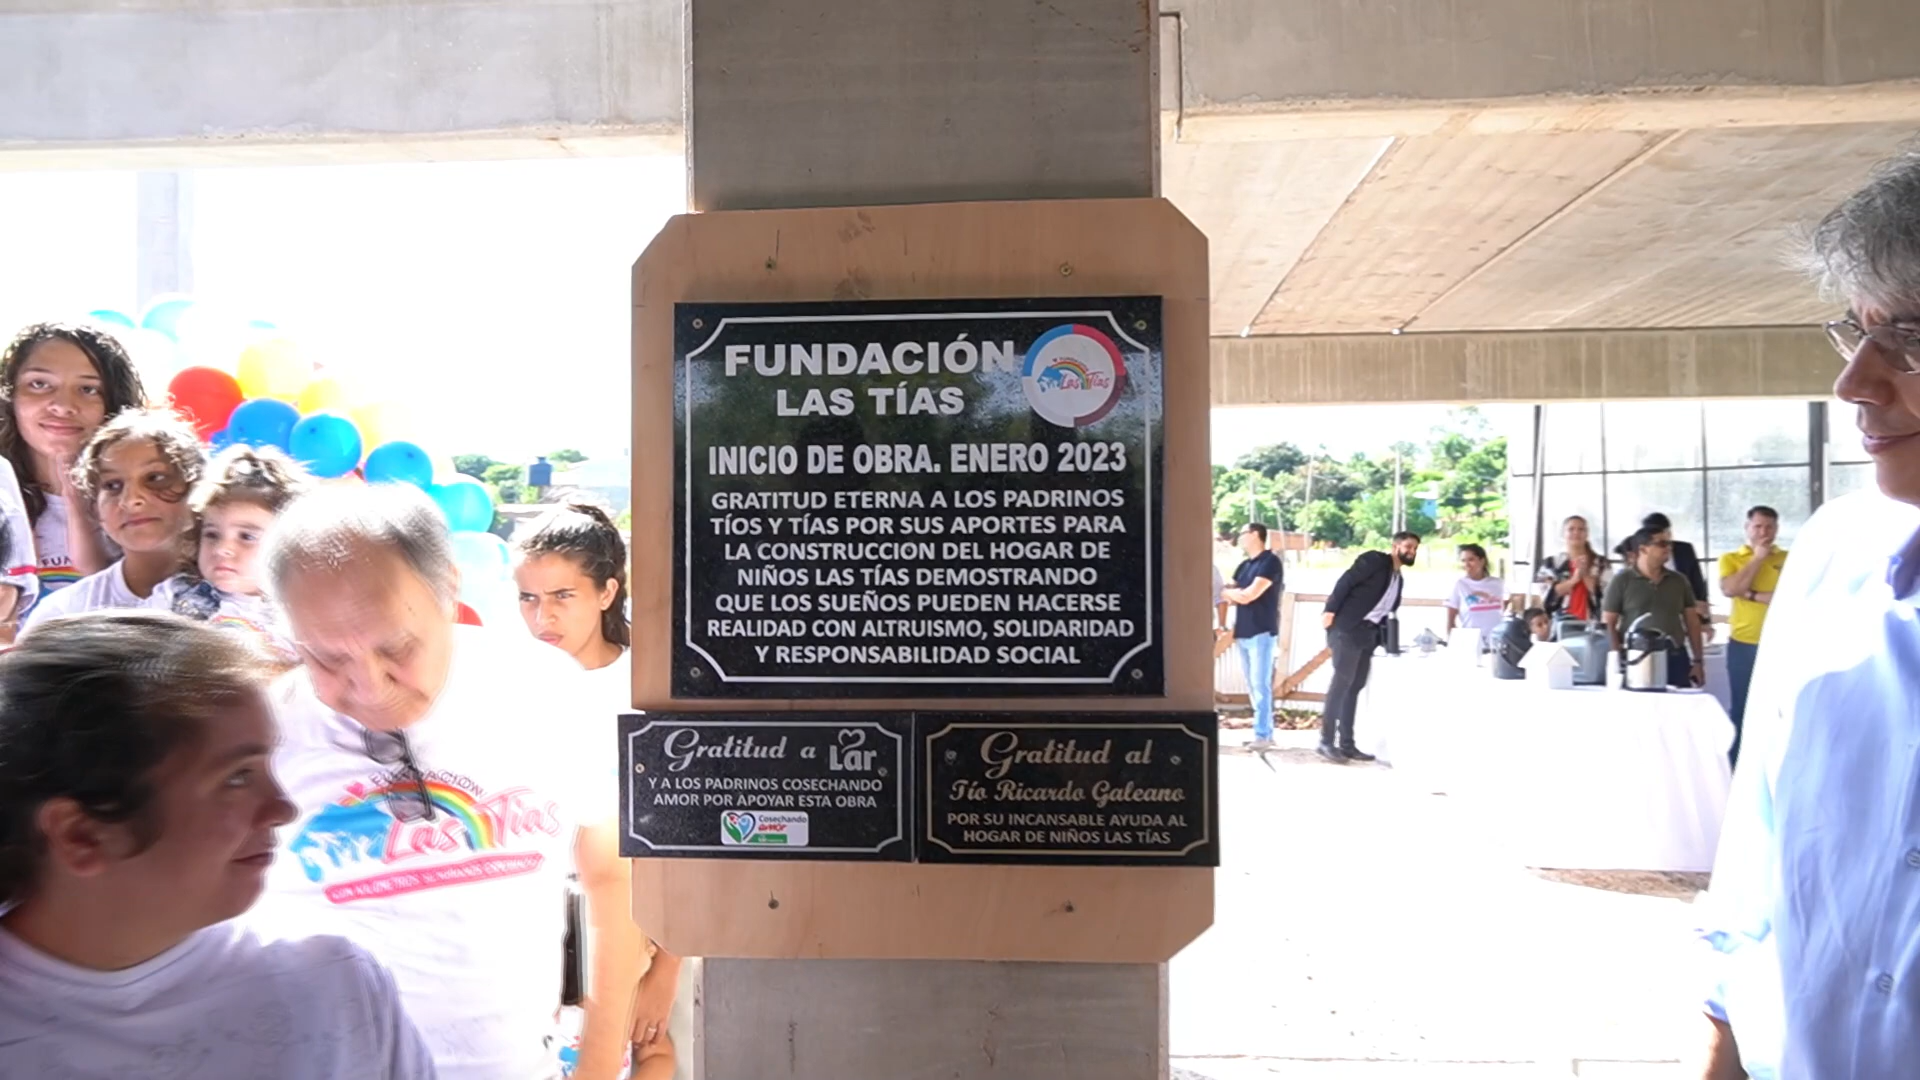 FUNDACIÓN
LAS TÍAS
Las Tías
INICIO DE OBRA. ENERO 2023
GRATITUD ETERNA A LOS PADRINOS
TÍOS Y TÍAS POR SUS APORTES PARA
LA CONSTRUCCION DEL HOGAR DE
NIÑOS LAS TÍAS DEMOSTRANDO
QUE LOS SUEÑOS PUEDEN HACERSE
REALIDAD CON ALTRUISMO, SOLIDARIDAD
Y RESPONSABILIDAD SOCIAL
Gratitud a Lar
Y A LOS PADRINOS COSECHANDO
AMOR POR APOYAR ESTA OBRA
Cosechando
amor
Gratitud al
Tío Ricardo Galeano
POR SU INCANSABLE AYUDA AL
HOGAR DE NIÑOS LAS TÍAS
FUNDACIÓN
Las Tías